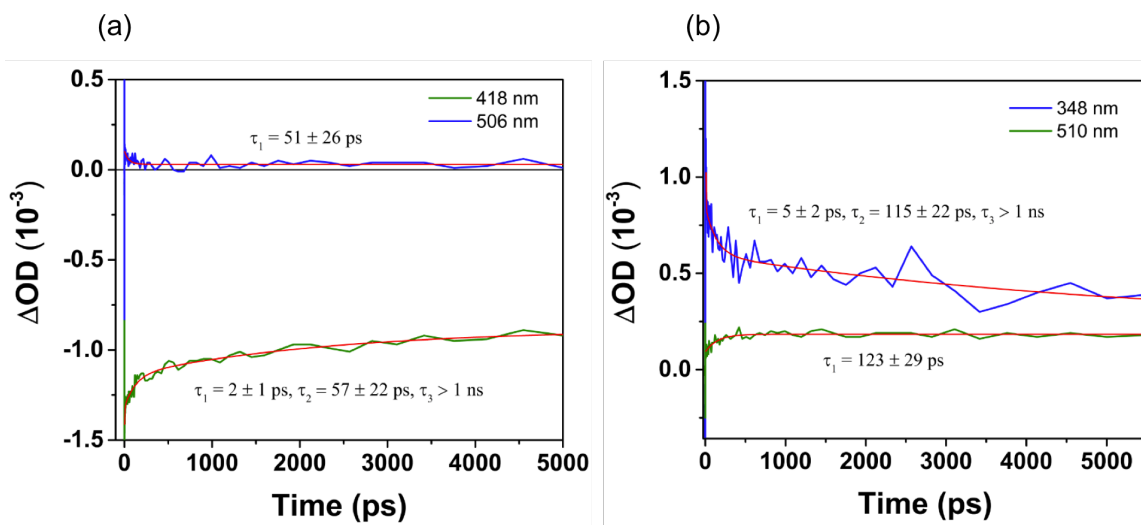 (a)
(b)
ΔOD (10⁻³)
0.5
0.0
-0.5
-1.0
-1.5
418 nm
506 nm
τ₁ = 51 ± 26 ps
τ₁ = 2 ± 1 ps, τ₂ = 57 ± 22 ps, τ₃ > 1 ns
0
1000
2000
3000
4000
5000
Time (ps)
ΔOD (10⁻³)
1.5
1.0
0.5
0.0
348 nm
510 nm
τ₁ = 5 ± 2 ps, τ₂ = 115 ± 22 ps, τ₃ > 1 ns
τ₁ = 123 ± 29 ps
0
1000
2000
3000
4000
5000
Time (ps)